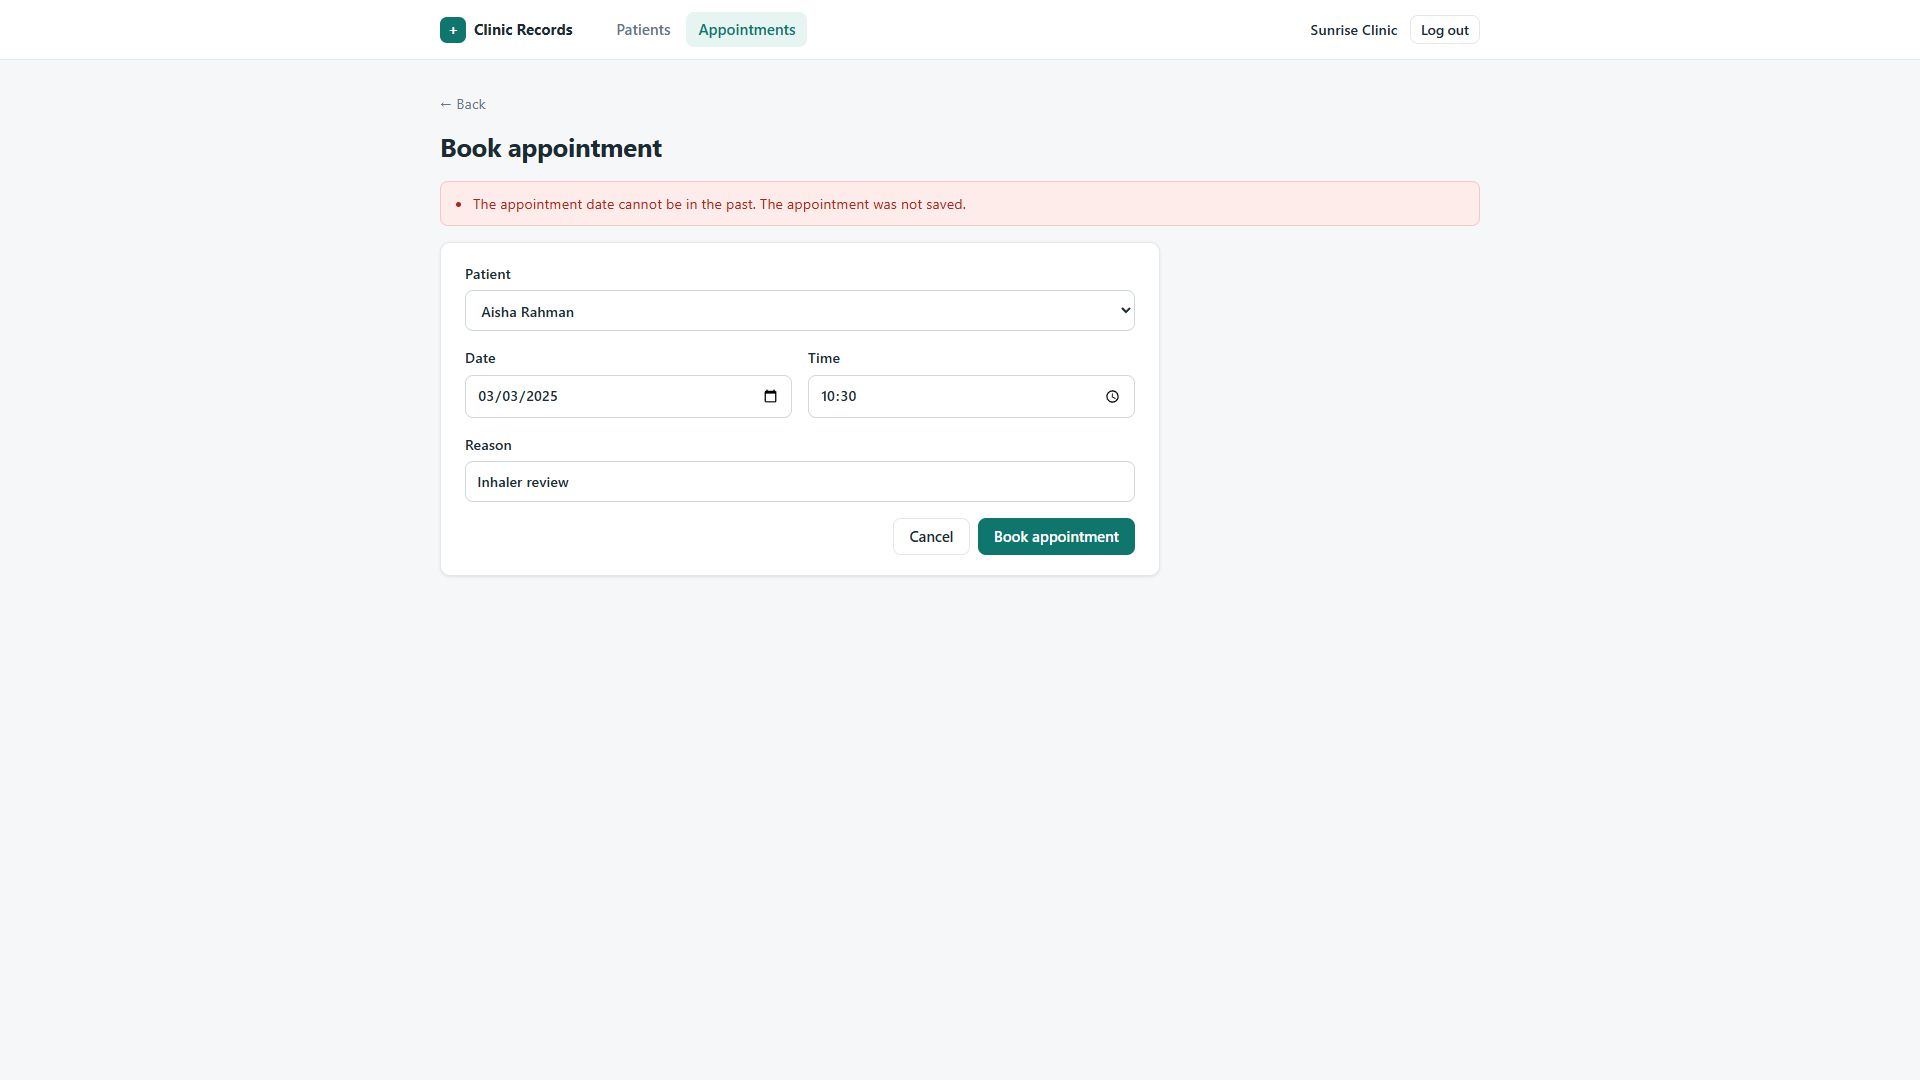 + Clinic Records Patients Appointments Sunrise Clinic Log out
← Back
Book appointment
• The appointment date cannot be in the past. The appointment was not saved.
Patient
Aisha Rahman
Date Time
03/03/2025 10:30
Reason
Inhaler review
Cancel Book appointment